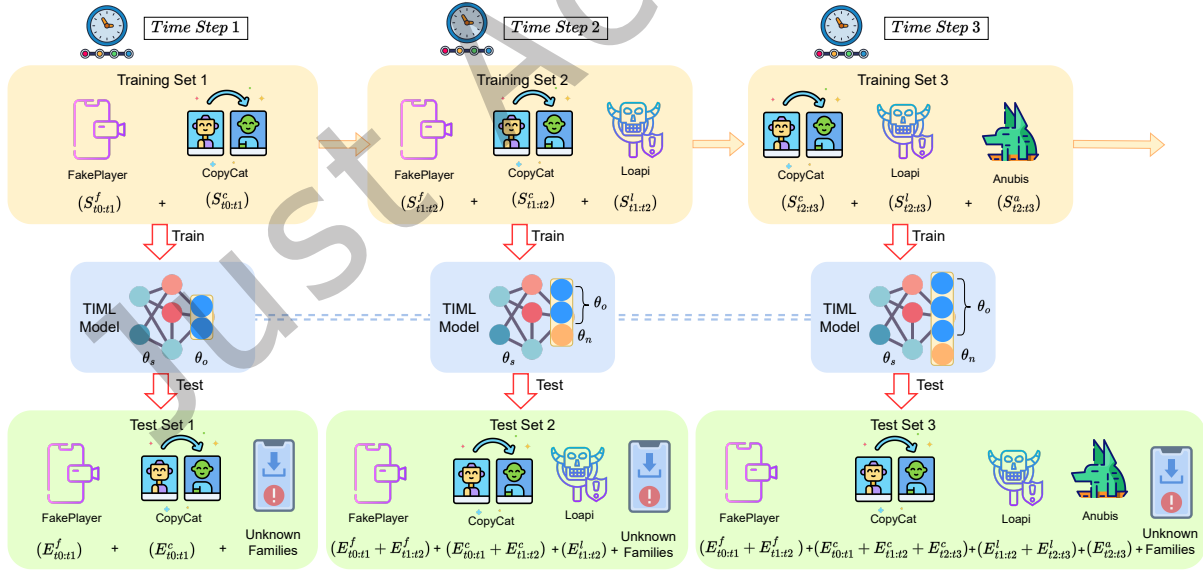 Time Step 1
Time Step 2
Time Step 3
Training Set 1
Training Set 2
Training Set 3
FakePlayer
CopyCat
FakePlayer
CopyCat
Loapi
CopyCat
Loapi
Anubis
(S^f_{t0:t1}) + (S^c_{t0:t1})
(S^f_{t1:t2}) + (S^c_{t1:t2}) + (S^l_{t1:t2})
(S^c_{t2:t3}) + (S^l_{t2:t3}) + (S^a_{t2:t3})
Train
Train
Train
TIML
Model
θ_s
θ_o
TIML
Model
θ_s
θ_o
θ_n
TIML
Model
θ_s
θ_o
θ_n
Test
Test
Test
Test Set 1
Test Set 2
Test Set 3
FakePlayer
CopyCat
Unknown
Families
(E^f_{t0:t1}) + (E^c_{t0:t1}) +
FakePlayer
CopyCat
Loapi
Unknown
Families
(E^f_{t0:t1} + E^f_{t1:t2}) + (E^c_{t0:t1} + E^c_{t1:t2}) + (E^l_{t1:t2}) +
FakePlayer
CopyCat
Loapi
Anubis
Unknown
Families
(E^f_{t0:t1} + E^f_{t1:t2}) + (E^c_{t0:t1} + E^c_{t1:t2} + E^c_{t2:t3}) + (E^l_{t1:t2} + E^l_{t2:t3}) + (E^a_{t2:t3}) +
Just Ac